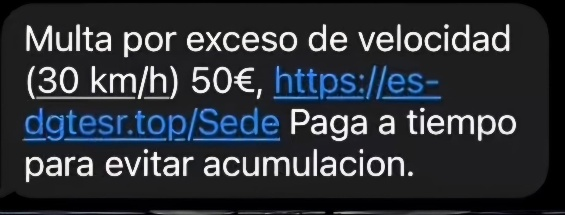 Multa por exceso de velocidad
(30 km/h) 50€, https://es-
dgtesr.top/Sede Paga a tiempo
para evitar acumulacion.